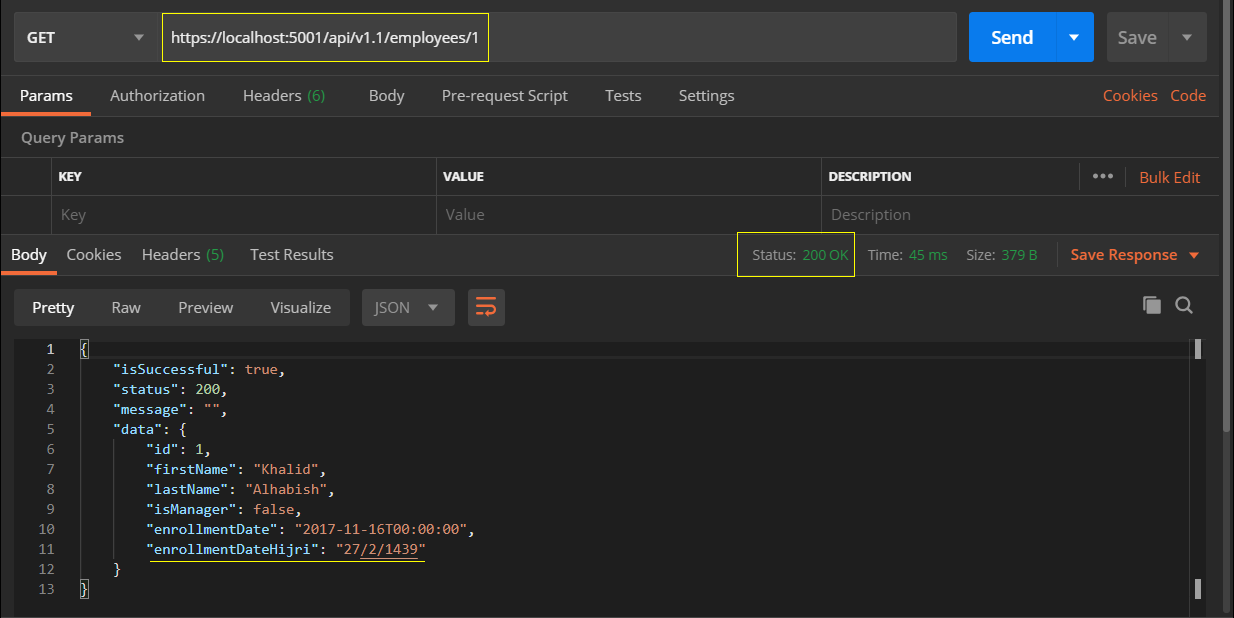 GET https://localhost:5001/api/v1.1/employees/1 Send Save
Params Authorization Headers (6) Body Pre-request Script Tests Settings Cookies Code
Query Params
KEY VALUE DESCRIPTION ••• Bulk Edit
Key Value Description
Body Cookies Headers (5) Test Results Status: 200 OK Time: 45 ms Size: 379 B Save Response
Pretty Raw Preview Visualize JSON
1 {
2 "isSuccessful": true,
3 "status": 200,
4 "message": "",
5 "data": {
6 "id": 1,
7 "firstName": "Khalid",
8 "lastName": "Alhabish",
9 "isManager": false,
10 "enrollmentDate": "2017-11-16T00:00:00",
11 "enrollmentDateHijri": "27/2/1439"
12 }
13 }